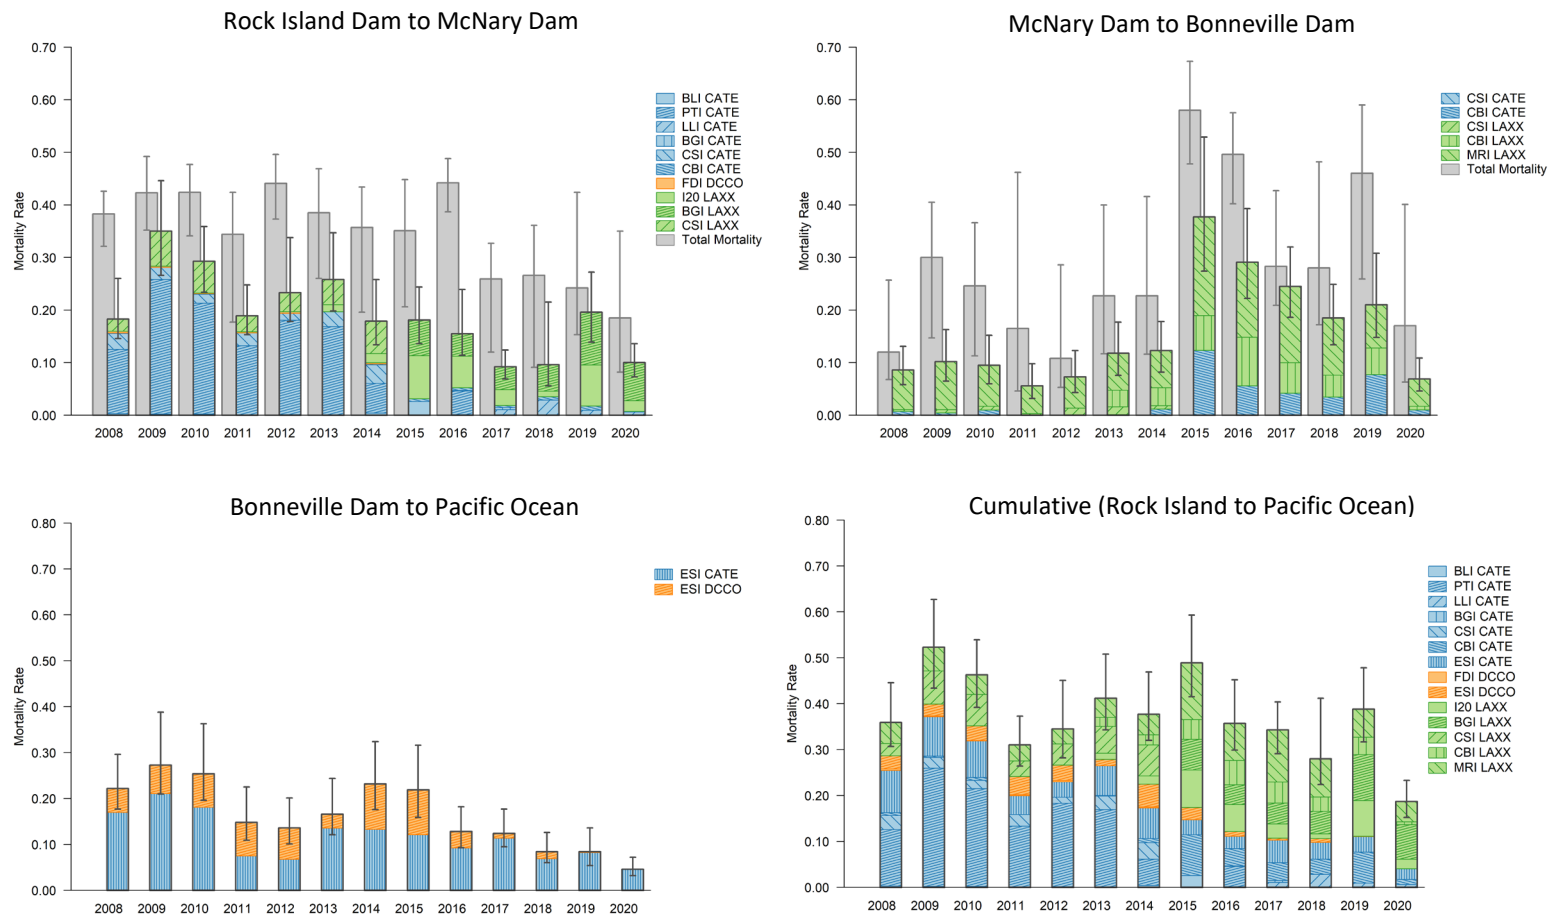 Rock Island Dam to McNary Dam
Mortality Rate
0.70
0.60
0.50
0.40
0.30
0.20
0.10
0.00
2008 2009 2010 2011 2012 2013 2014 2015 2016 2017 2018 2019 2020
BLI CATE
PTI CATE
LLI CATE
BGI CATE
CSI CATE
CBI CATE
FDI DCCO
I20 LAXX
BGI LAXX
CSI LAXX
Total Mortality
McNary Dam to Bonneville Dam
Mortality Rate
0.70
0.60
0.50
0.40
0.30
0.20
0.10
0.00
2008 2009 2010 2011 2012 2013 2014 2015 2016 2017 2018 2019 2020
CSI CATE
CBI CATE
CSI LAXX
CBI LAXX
MRI LAXX
Total Mortality
Bonneville Dam to Pacific Ocean
Mortality Rate
0.80
0.70
0.60
0.50
0.40
0.30
0.20
0.10
0.00
2008 2009 2010 2011 2012 2013 2014 2015 2016 2017 2018 2019 2020
ESI CATE
ESI DCCO
Cumulative (Rock Island to Pacific Ocean)
Mortality Rate
0.80
0.70
0.60
0.50
0.40
0.30
0.20
0.10
0.00
2008 2009 2010 2011 2012 2013 2014 2015 2016 2017 2018 2019 2020
BLI CATE
PTI CATE
LLI CATE
BGI CATE
CSI CATE
CBI CATE
ESI CATE
FDI DCCO
ESI DCCO
I20 LAXX
BGI LAXX
CSI LAXX
CBI LAXX
MRI LAXX